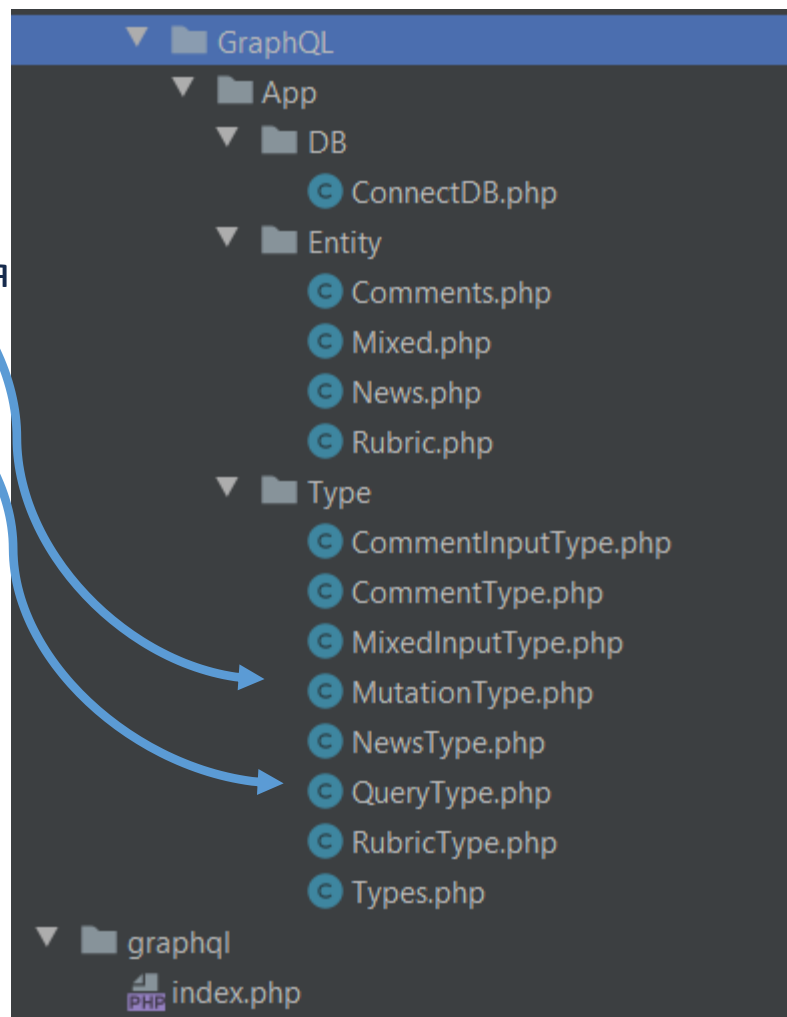 GraphQL
App
DB
ConnectDB.php
Entity
Comments.php
Mixed.php
News.php
Rubric.php
Type
CommentInputType.php
CommentType.php
MixedInputType.php
MutationType.php
NewsType.php
QueryType.php
RubricType.php
Types.php
graphql
index.php